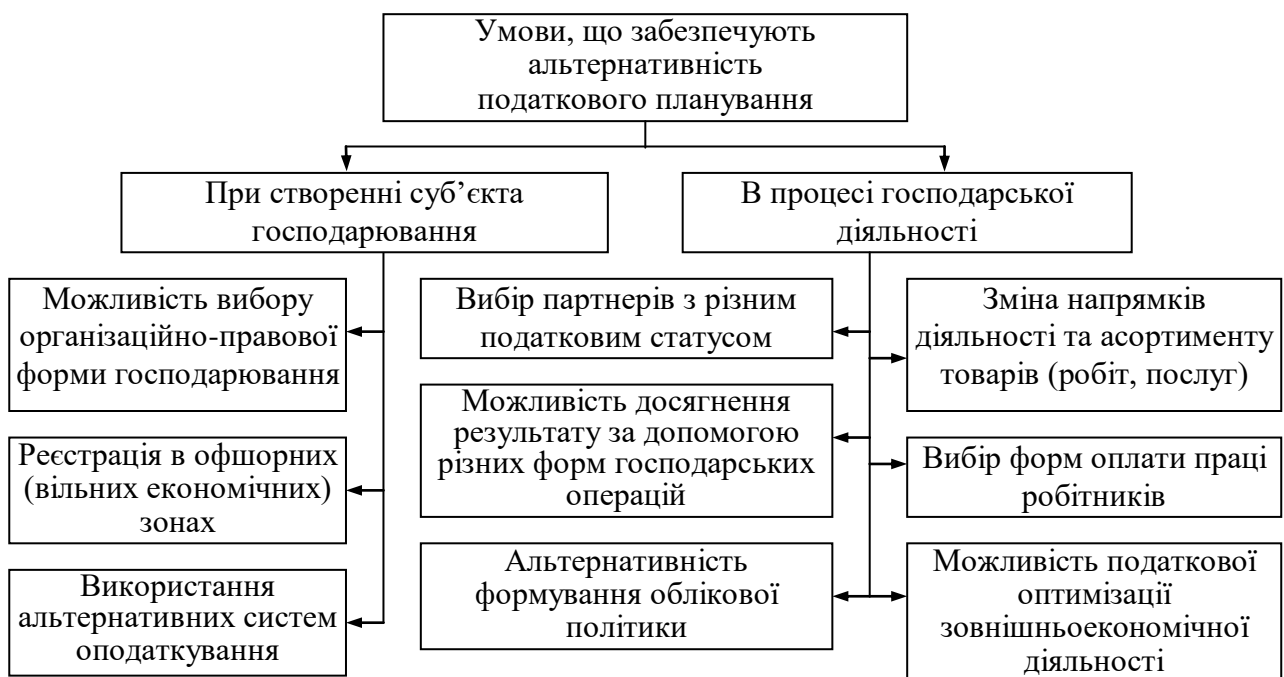 Умови, що забезпечують
альтернативність
податкового планування
При створенні суб’єкта
господарювання
В процесі господарської
діяльності
Можливість вибору
організаційно-правової
форми господарювання
Реєстрація в офшорних
(вільних економічних)
зонах
Використання
альтернативних систем
оподаткування
Вибір партнерів з різним
податковим статусом
Можливість досягнення
результату за допомогою
різних форм господарських
операцій
Альтернативність
формування облікової
політики
Зміна напрямків
діяльності та асортименту
товарів (робіт, послуг)
Вибір форм оплати праці
робітників
Можливість податкової
оптимізації
зовнішньоекономічної
діяльності